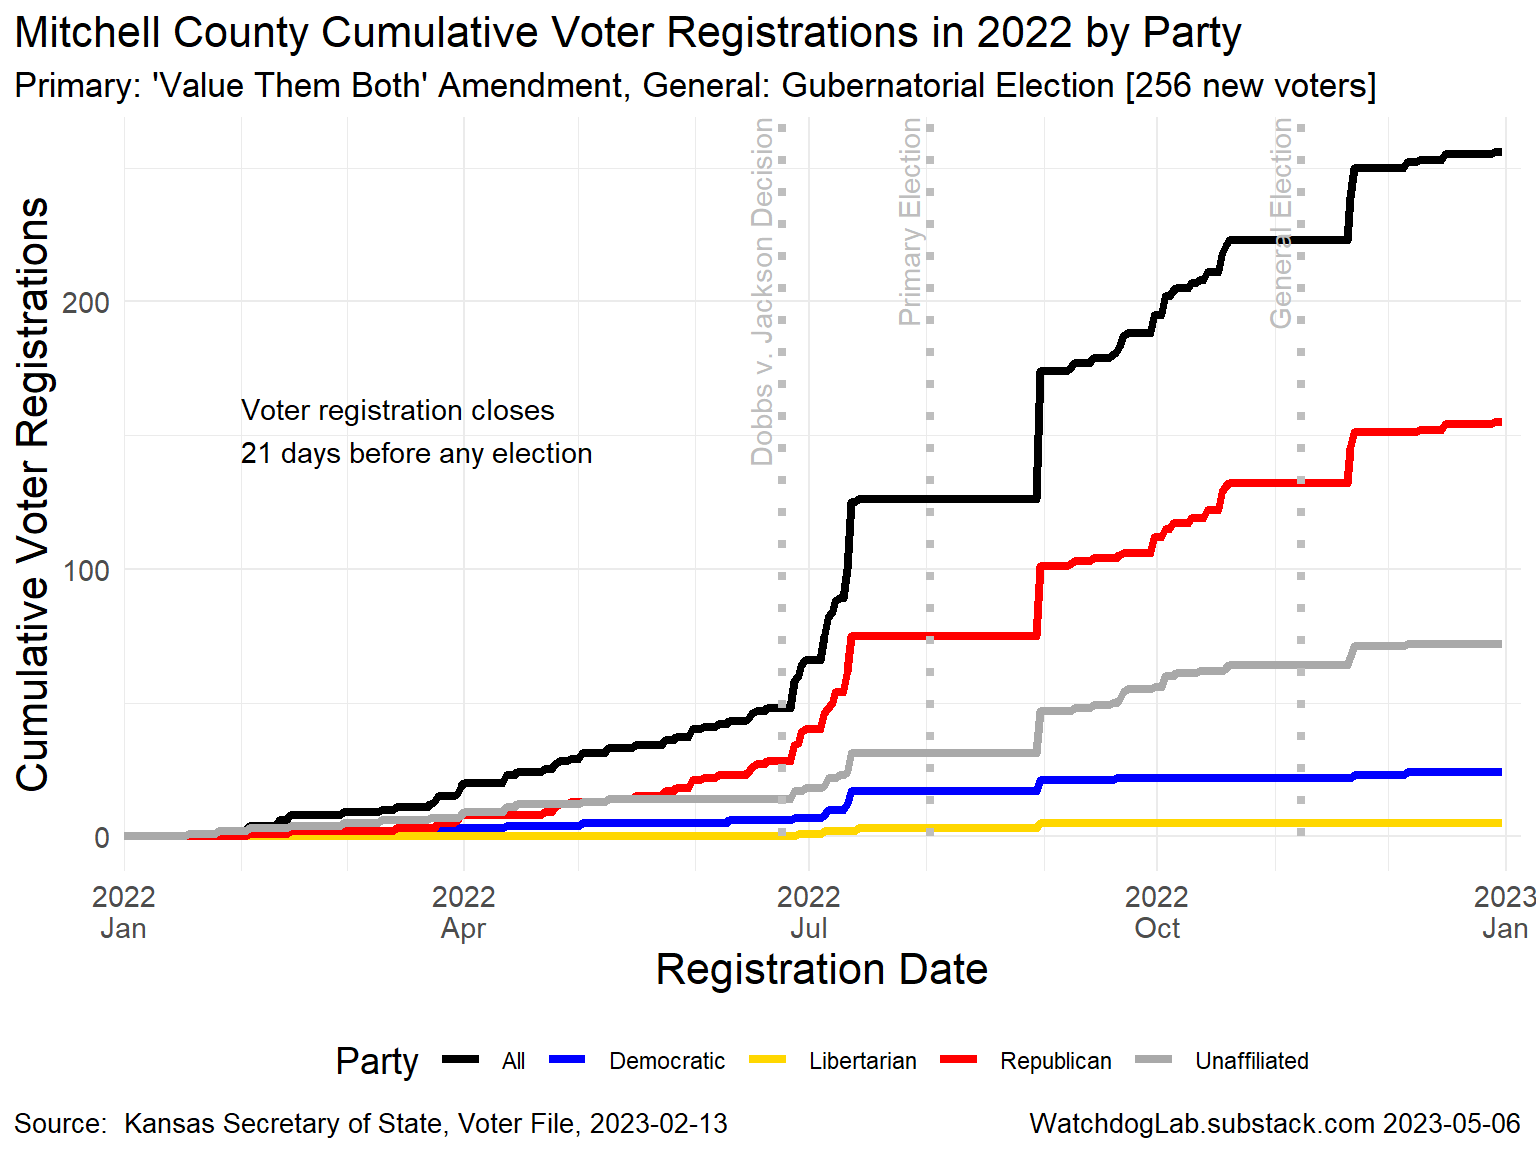 Mitchell County Cumulative Voter Registrations in 2022 by Party
Primary: 'Value Them Both' Amendment, General: Gubernatorial Election [256 new voters]
Cumulative Voter Registrations
200
100
0
Dobbs v. Jackson Decision
Primary Election
General Election
Voter registration closes
21 days before any election
2022 2022 2022 2022 2023
Jan Apr Jul Oct Jan
Registration Date
Party All Democratic Libertarian Republican Unaffiliated
Source:  Kansas Secretary of State, Voter File, 2023-02-13
WatchdogLab.substack.com 2023-05-06